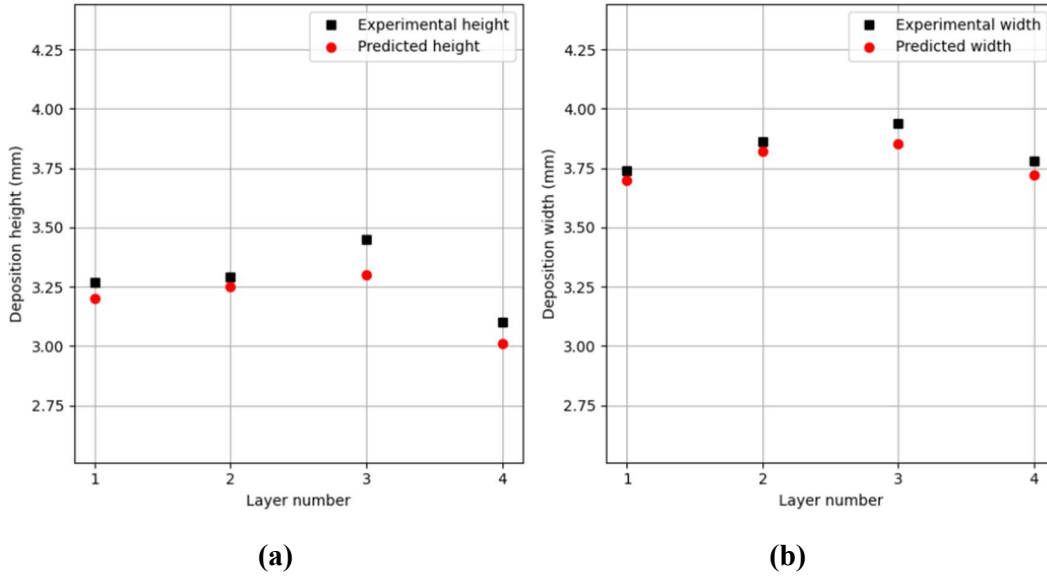 Experimental height
Predicted height
4.25
4.00
3.75
3.50
3.25
3.00
2.75
Deposition height (mm)
1 2 3 4
Layer number
(a)
Experimental width
Predicted width
4.25
4.00
3.75
3.50
3.25
3.00
2.75
Deposition width (mm)
1 2 3 4
Layer number
(b)